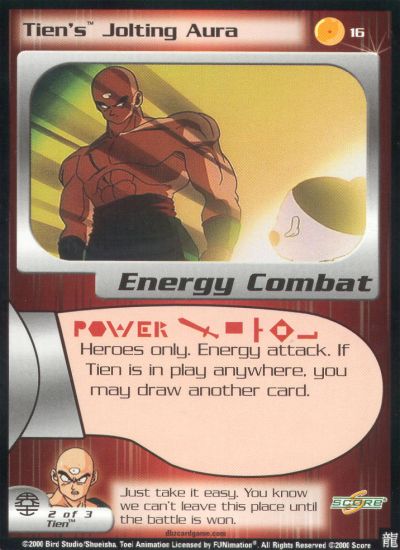 Tien's™ Jolting Aura
16
Energy Combat
POWER
Heroes only. Energy attack. If
Tien is in play anywhere, you
may draw another card.
Just take it easy. You know
we can't leave this place until
the battle is won.
2 of 3
Tien™
SCORE
dbzcardgame.com
©2000 Bird Studio/Shueisha, Toei Animation Licensed by FUNimation®. All Rights Reserved ©2000 Score
龍